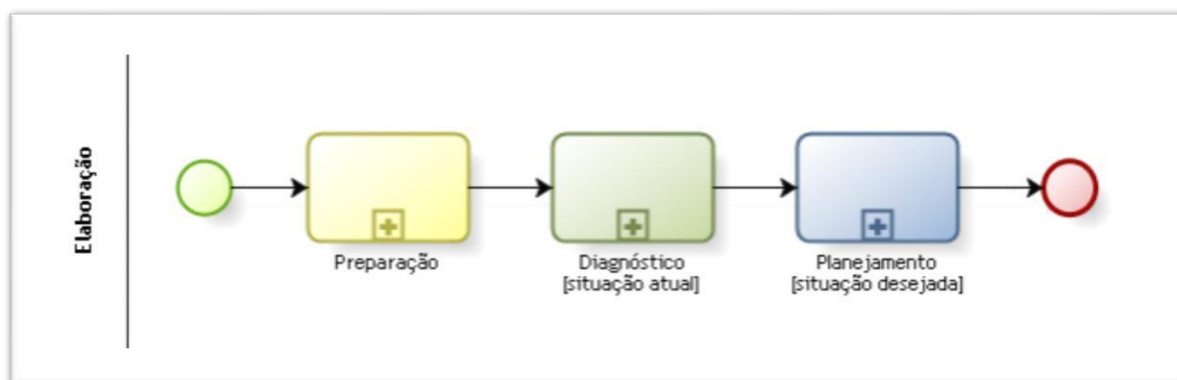 Elaboração
Preparação
Diagnóstico
[situação atual]
Planejamento
[situação desejada]